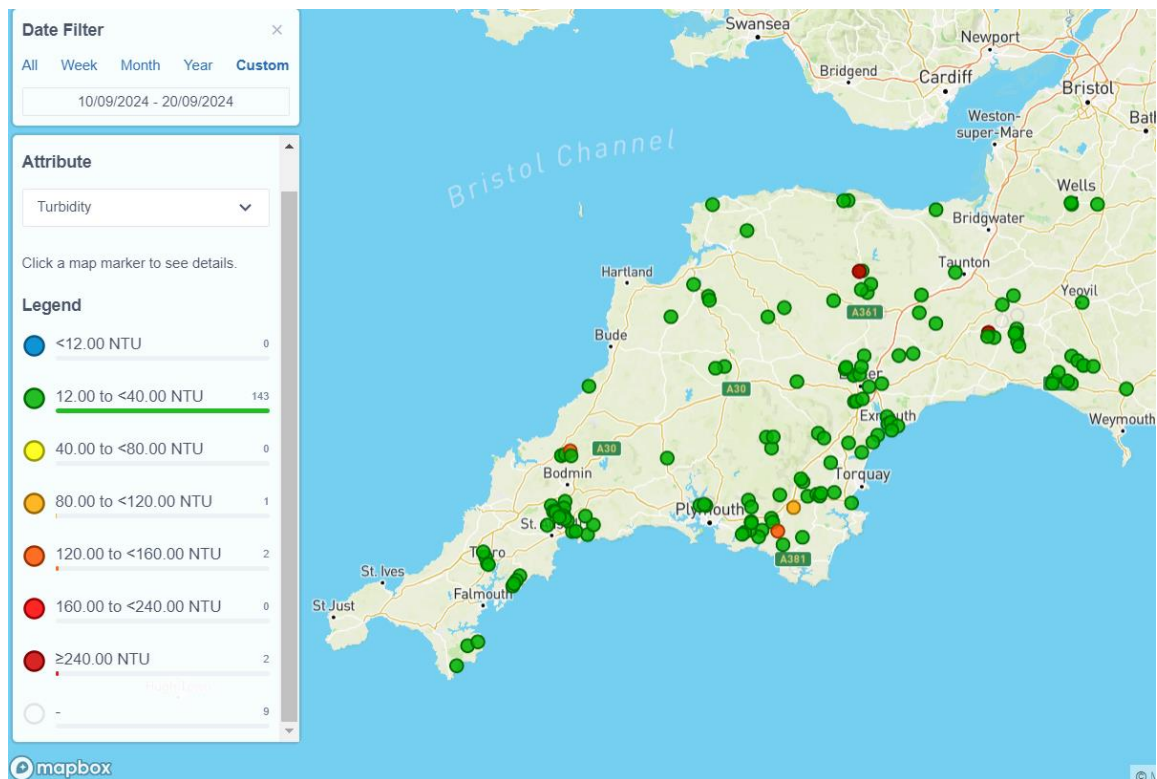 Date Filter
×
All Week Month Year Custom
10/09/2024 - 20/09/2024
Attribute
Turbidity
Click a map marker to see details.
Legend
<12.00 NTU 0
12.00 to <40.00 NTU 143
40.00 to <80.00 NTU 0
80.00 to <120.00 NTU 1
120.00 to <160.00 NTU 2
160.00 to <240.00 NTU 0
≥240.00 NTU 2
- 9
mapbox
Swansea
Newport
Bridgend
Cardiff
Bristol
Weston-
super-Mare
Bath
Bristol Channel
Wells
Bridgwater
Hartland
Taunton
Yeovil
A361
Bude
A30
Exmouth
Weymouth
A30
Bodmin
Torquay
Plymouth
A381
St. Ives
Falmouth
St Just
©